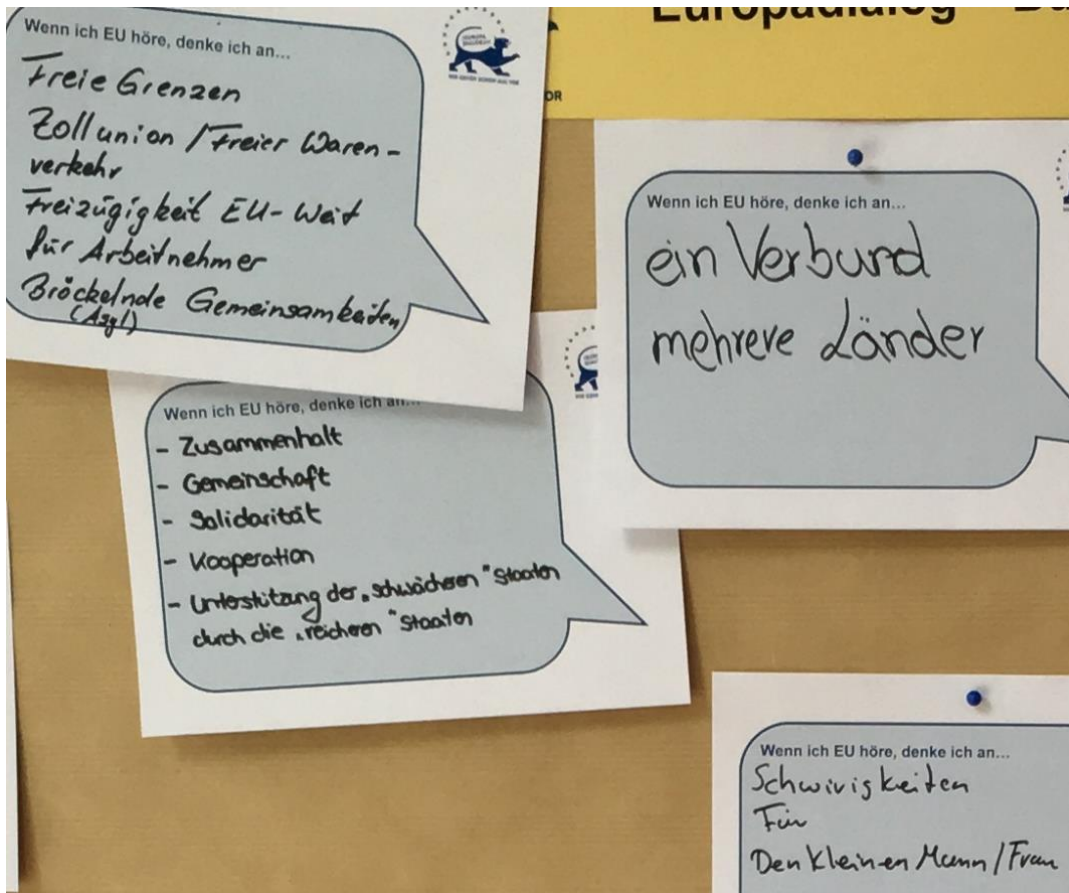 Europadialog
Wenn ich EU höre, denke ich an...
Freie Grenzen
Zollunion / Freier Waren-
verkehr
Freizügigkeit EU-Weit
für Arbeitnehmer
Bröckelnde Gemeinsamkeiten
(Asyl)
Wenn ich EU höre, denke ich an...
ein Verbund
mehrere Länder
Wenn ich EU höre, denke ich an...
- Zusammenhalt
- Gemeinschaft
- Solidarität
- Kooperation
- Unterstützung der „schwächeren" Staaten
durch die „reicheren" Staaten
Wenn ich EU höre, denke ich an...
Schwirigkeiten
Für
Den kleinen Mann / Frau